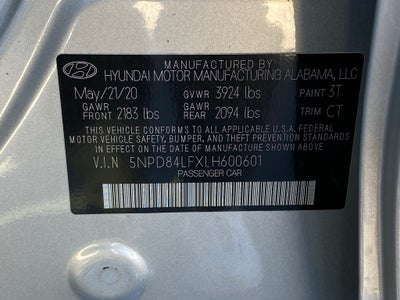 MANUFACTURED BY
HYUNDAI MOTOR MANUFACTURING ALABAMA, LLC
May/21/20 GVWR 3924 lbs PAINT 3T
GAWR FRONT 2183 lbs GAWR REAR 2094 lbs TRIM CT
THIS VEHICLE CONFORMS TO ALL APPLICABLE U.S.A. FEDERAL
MOTOR VEHICLE SAFETY, BUMPER, AND THEFT PREVENTION STANDARDS
IN EFFECT ON THE DATE OF MANUFACTURE SHOWN ABOVE.
V.I.N 5NPD84LFXLH600601
PASSENGER CAR